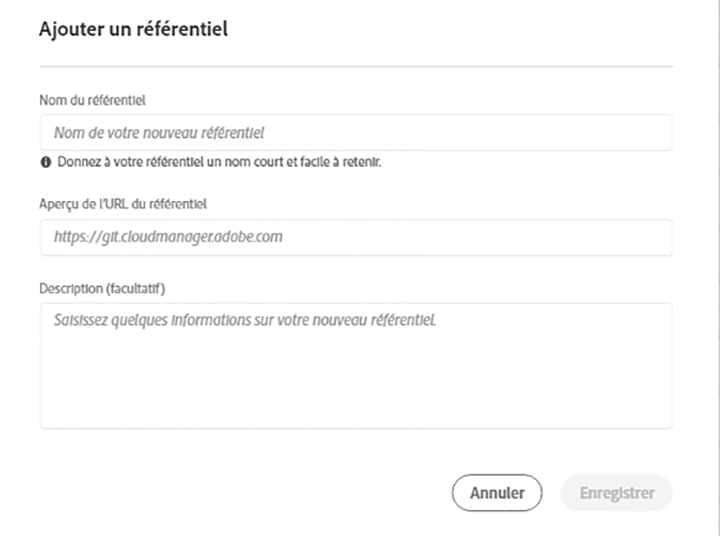 Ajouter un référentiel
Nom du référentiel
Nom de votre nouveau référentiel
Donnez à votre référentiel un nom court et facile à retenir.
Aperçu de l'URL du référentiel
https://git.cloudmanager.adobe.com
Description (facultatif)
Saisissez quelques informations sur votre nouveau référentiel.
Annuler
Enregistrer